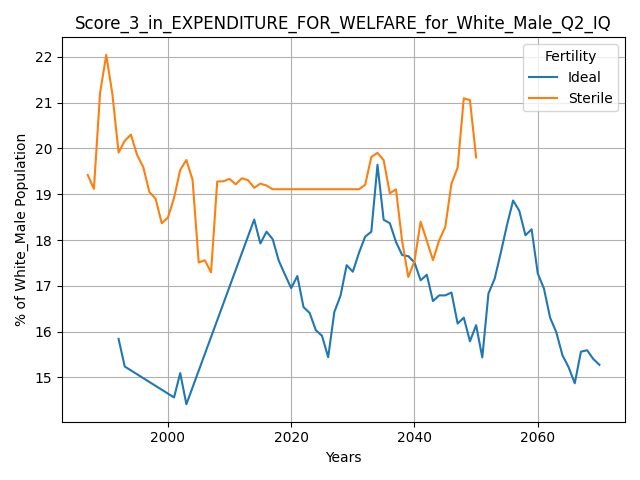 Score_3_in_EXPENDITURE_FOR_WELFARE_for_White_Male_Q2_IQ
Fertility
Ideal
Sterile
% of White_Male Population
22
21
20
19
18
17
16
15
2000
2020
2040
2060
Years